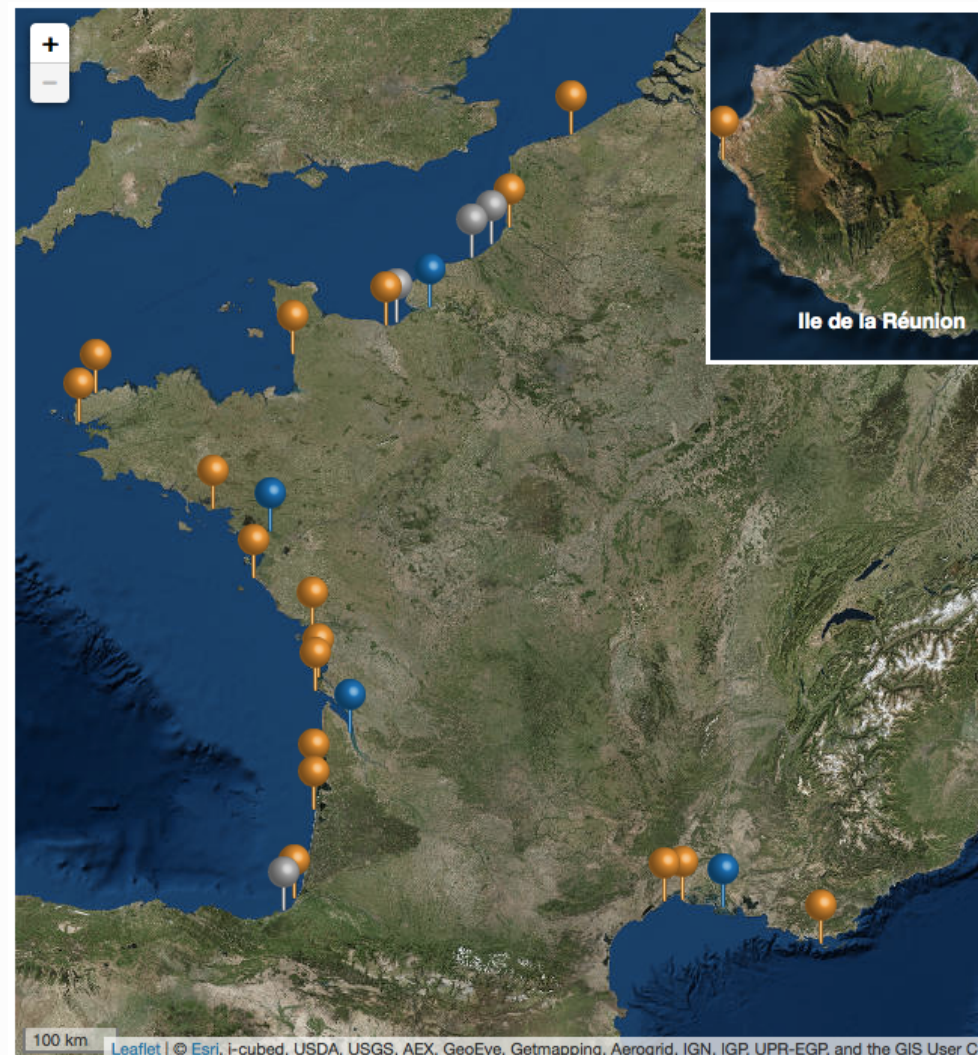 +
−
Ile de la Réunion
100 km
Leaflet | © Esri, i-cubed, USDA, USGS, AEX, GeoEye, Getmapping, Aerogrid, IGN, IGP, UPR-EGP, and the GIS User C